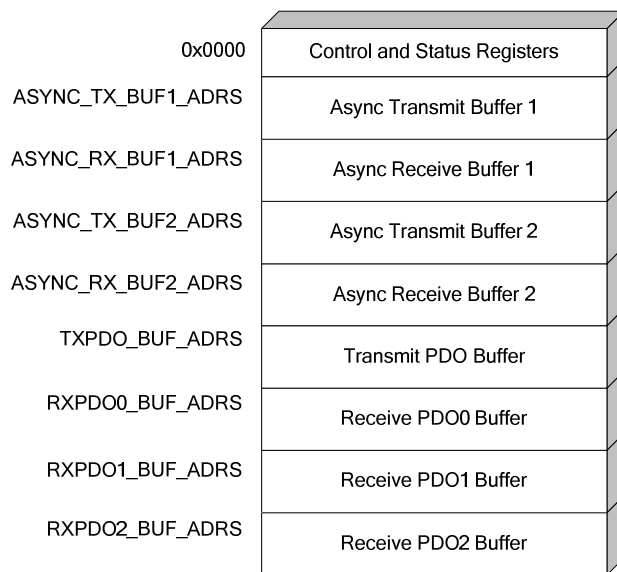 0x0000 Control and Status Registers
ASYNC_TX_BUF1_ADRS Async Transmit Buffer 1
ASYNC_RX_BUF1_ADRS Async Receive Buffer 1
ASYNC_TX_BUF2_ADRS Async Transmit Buffer 2
ASYNC_RX_BUF2_ADRS Async Receive Buffer 2
TXPDO_BUF_ADRS Transmit PDO Buffer
RXPDO0_BUF_ADRS Receive PDO0 Buffer
RXPDO1_BUF_ADRS Receive PDO1 Buffer
RXPDO2_BUF_ADRS Receive PDO2 Buffer